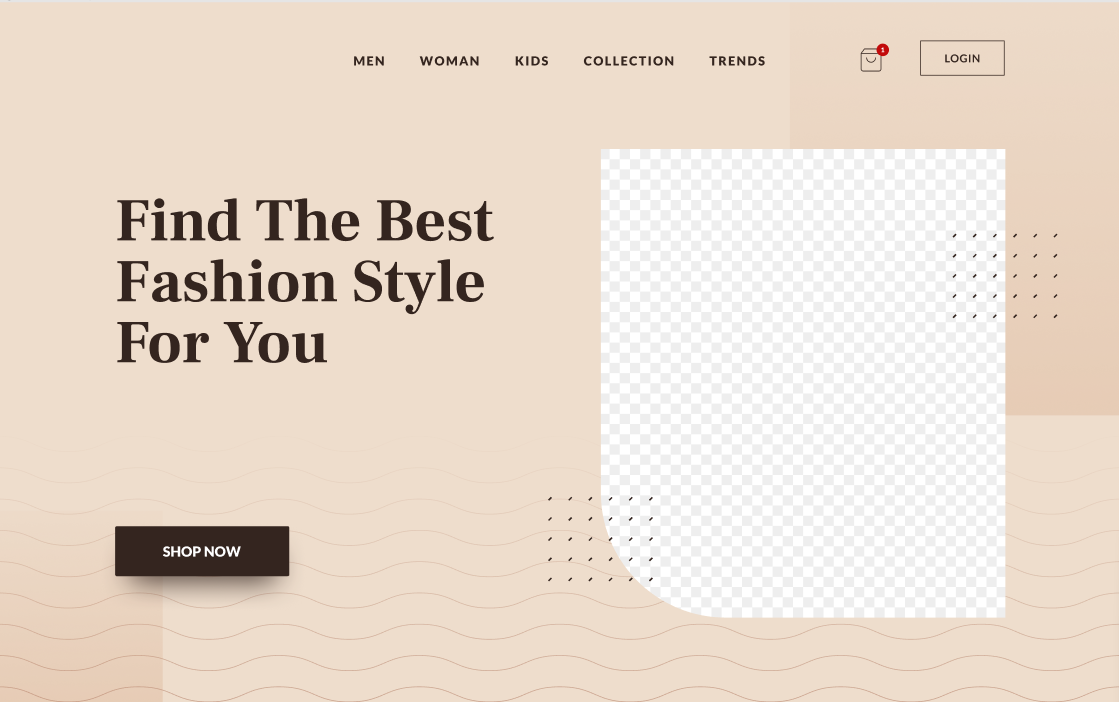 MEN WOMAN KIDS COLLECTION TRENDS 1 LOGIN
Find The Best
Fashion Style
For You
SHOP NOW